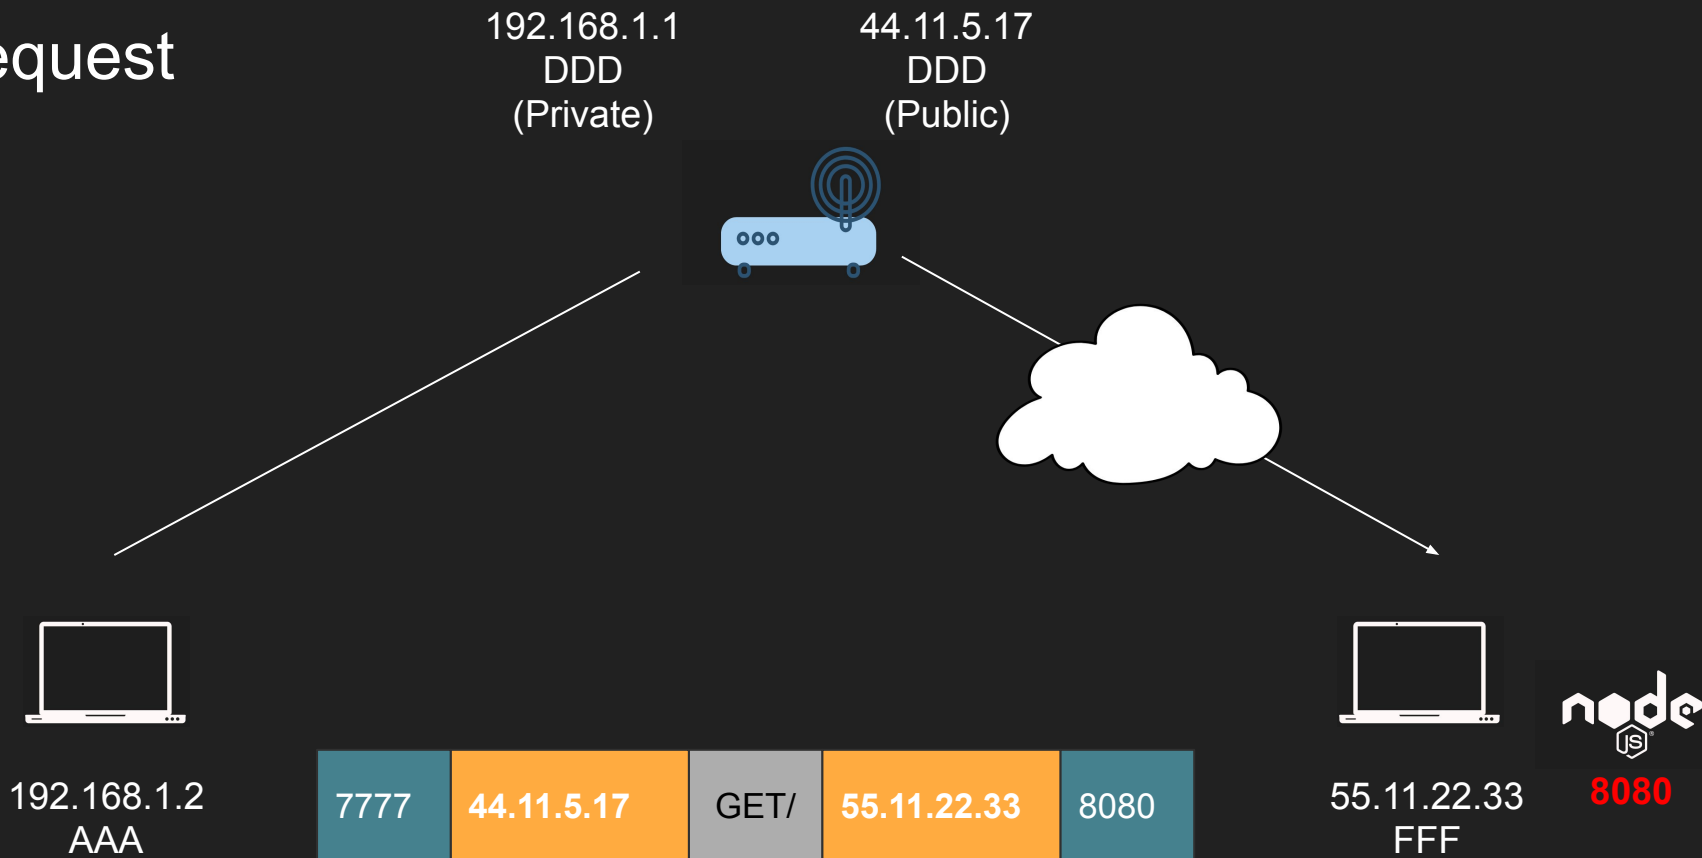 equest
192.168.1.1
DDD
(Private)
44.11.5.17
DDD
(Public)
192.168.1.2
AAA
7777 44.11.5.17 GET/ 55.11.22.33 8080
55.11.22.33
FFF
node
JS
8080